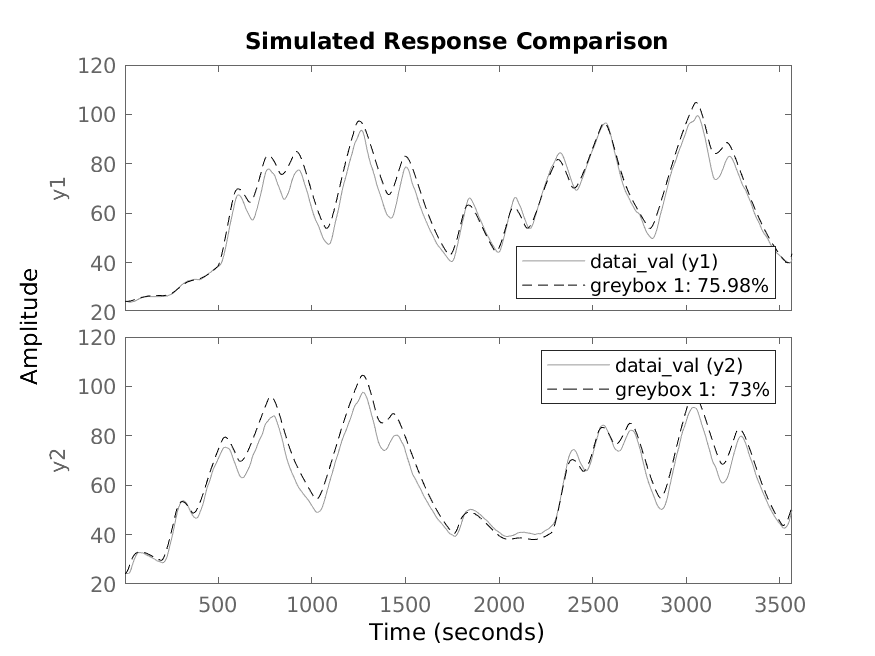 Simulated Response Comparison
120
100
80
60
40
20
y1
datai_val (y1)
greybox 1: 75.98%
Amplitude
120
100
80
60
40
20
y2
datai_val (y2)
greybox 1:  73%
500 1000 1500 2000 2500 3000 3500
Time (seconds)